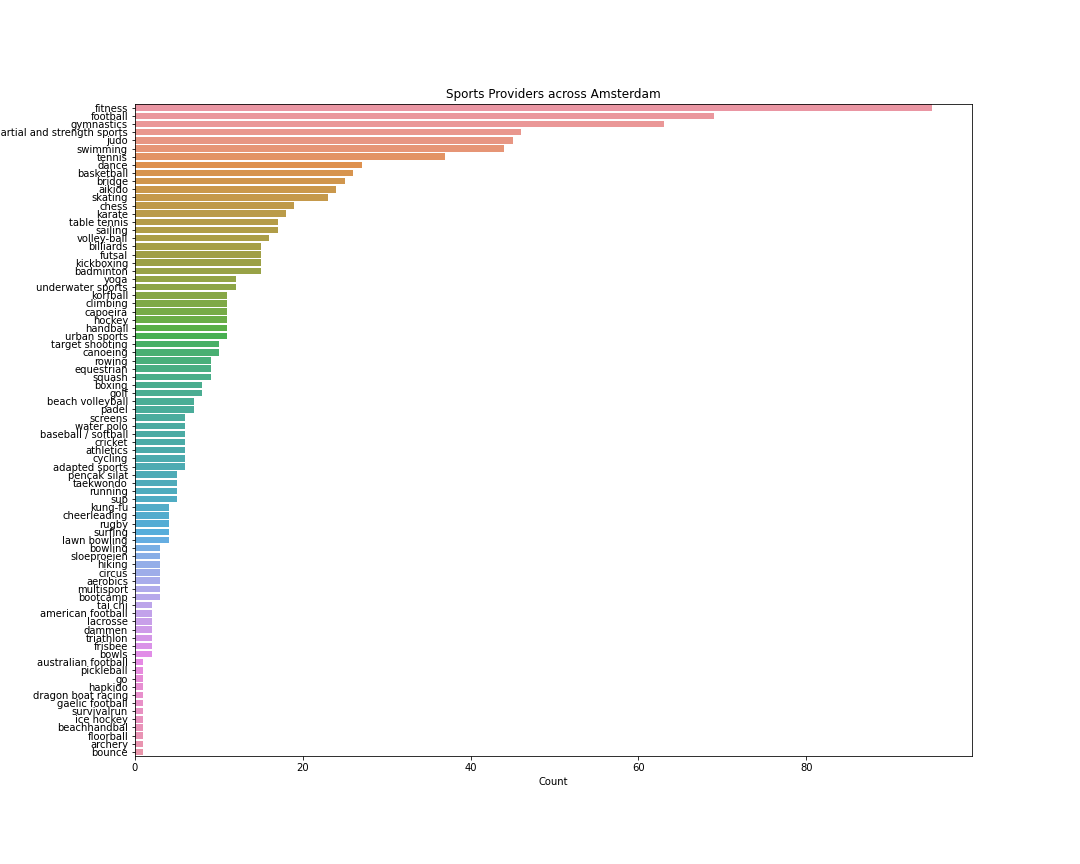 Sports Providers across Amsterdam
fitness
football
gymnastics
artial and strength sports
judo
swimming
tennis
dance
basketball
bridge
aikido
skating
chess
karate
table tennis
sailing
volley-ball
billiards
futsal
kickboxing
badminton
yoga
underwater sports
korfball
climbing
capoeira
hockey
handball
urban sports
target shooting
canoeing
rowing
equestrian
squash
boxing
golf
beach volleyball
padel
screens
water polo
baseball / softball
cricket
athletics
cycling
adapted sports
pencak silat
taekwondo
running
sup
kung-fu
cheerleading
rugby
surfing
lawn bowling
bowling
sloeproeien
hiking
circus
aerobics
multisport
bootcamp
tai chi
american football
lacrosse
dammen
triathlon
frisbee
bowls
australian football
pickleball
go
hapkido
dragon boat racing
gaelic football
survivalrun
ice hockey
beachhandbal
floorball
archery
bounce
0 20 40 60 80
Count